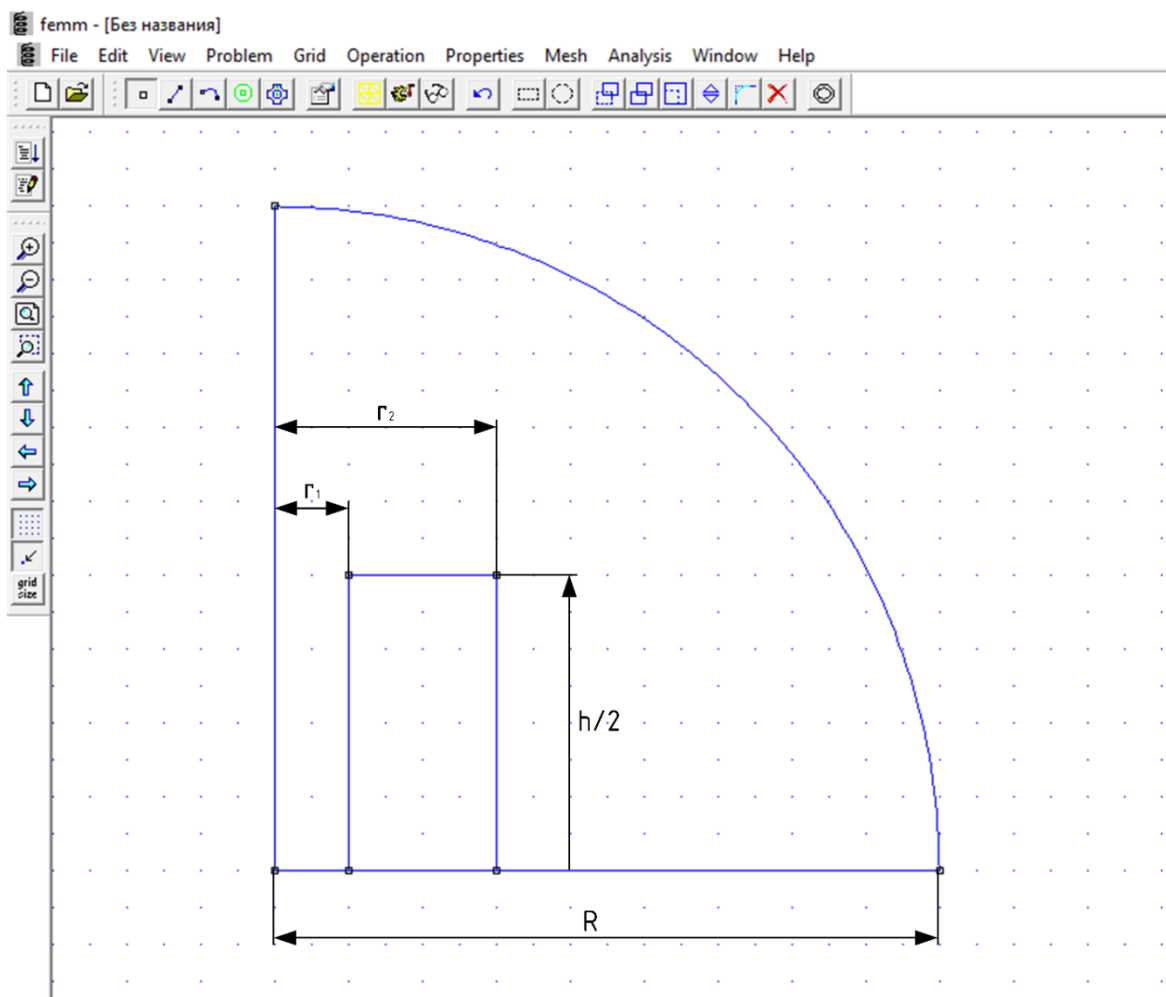 femm - [Без названия]
File Edit View Problem Grid Operation Properties Mesh Analysis Window Help
r₂
r₁
grid
size
h/2
R